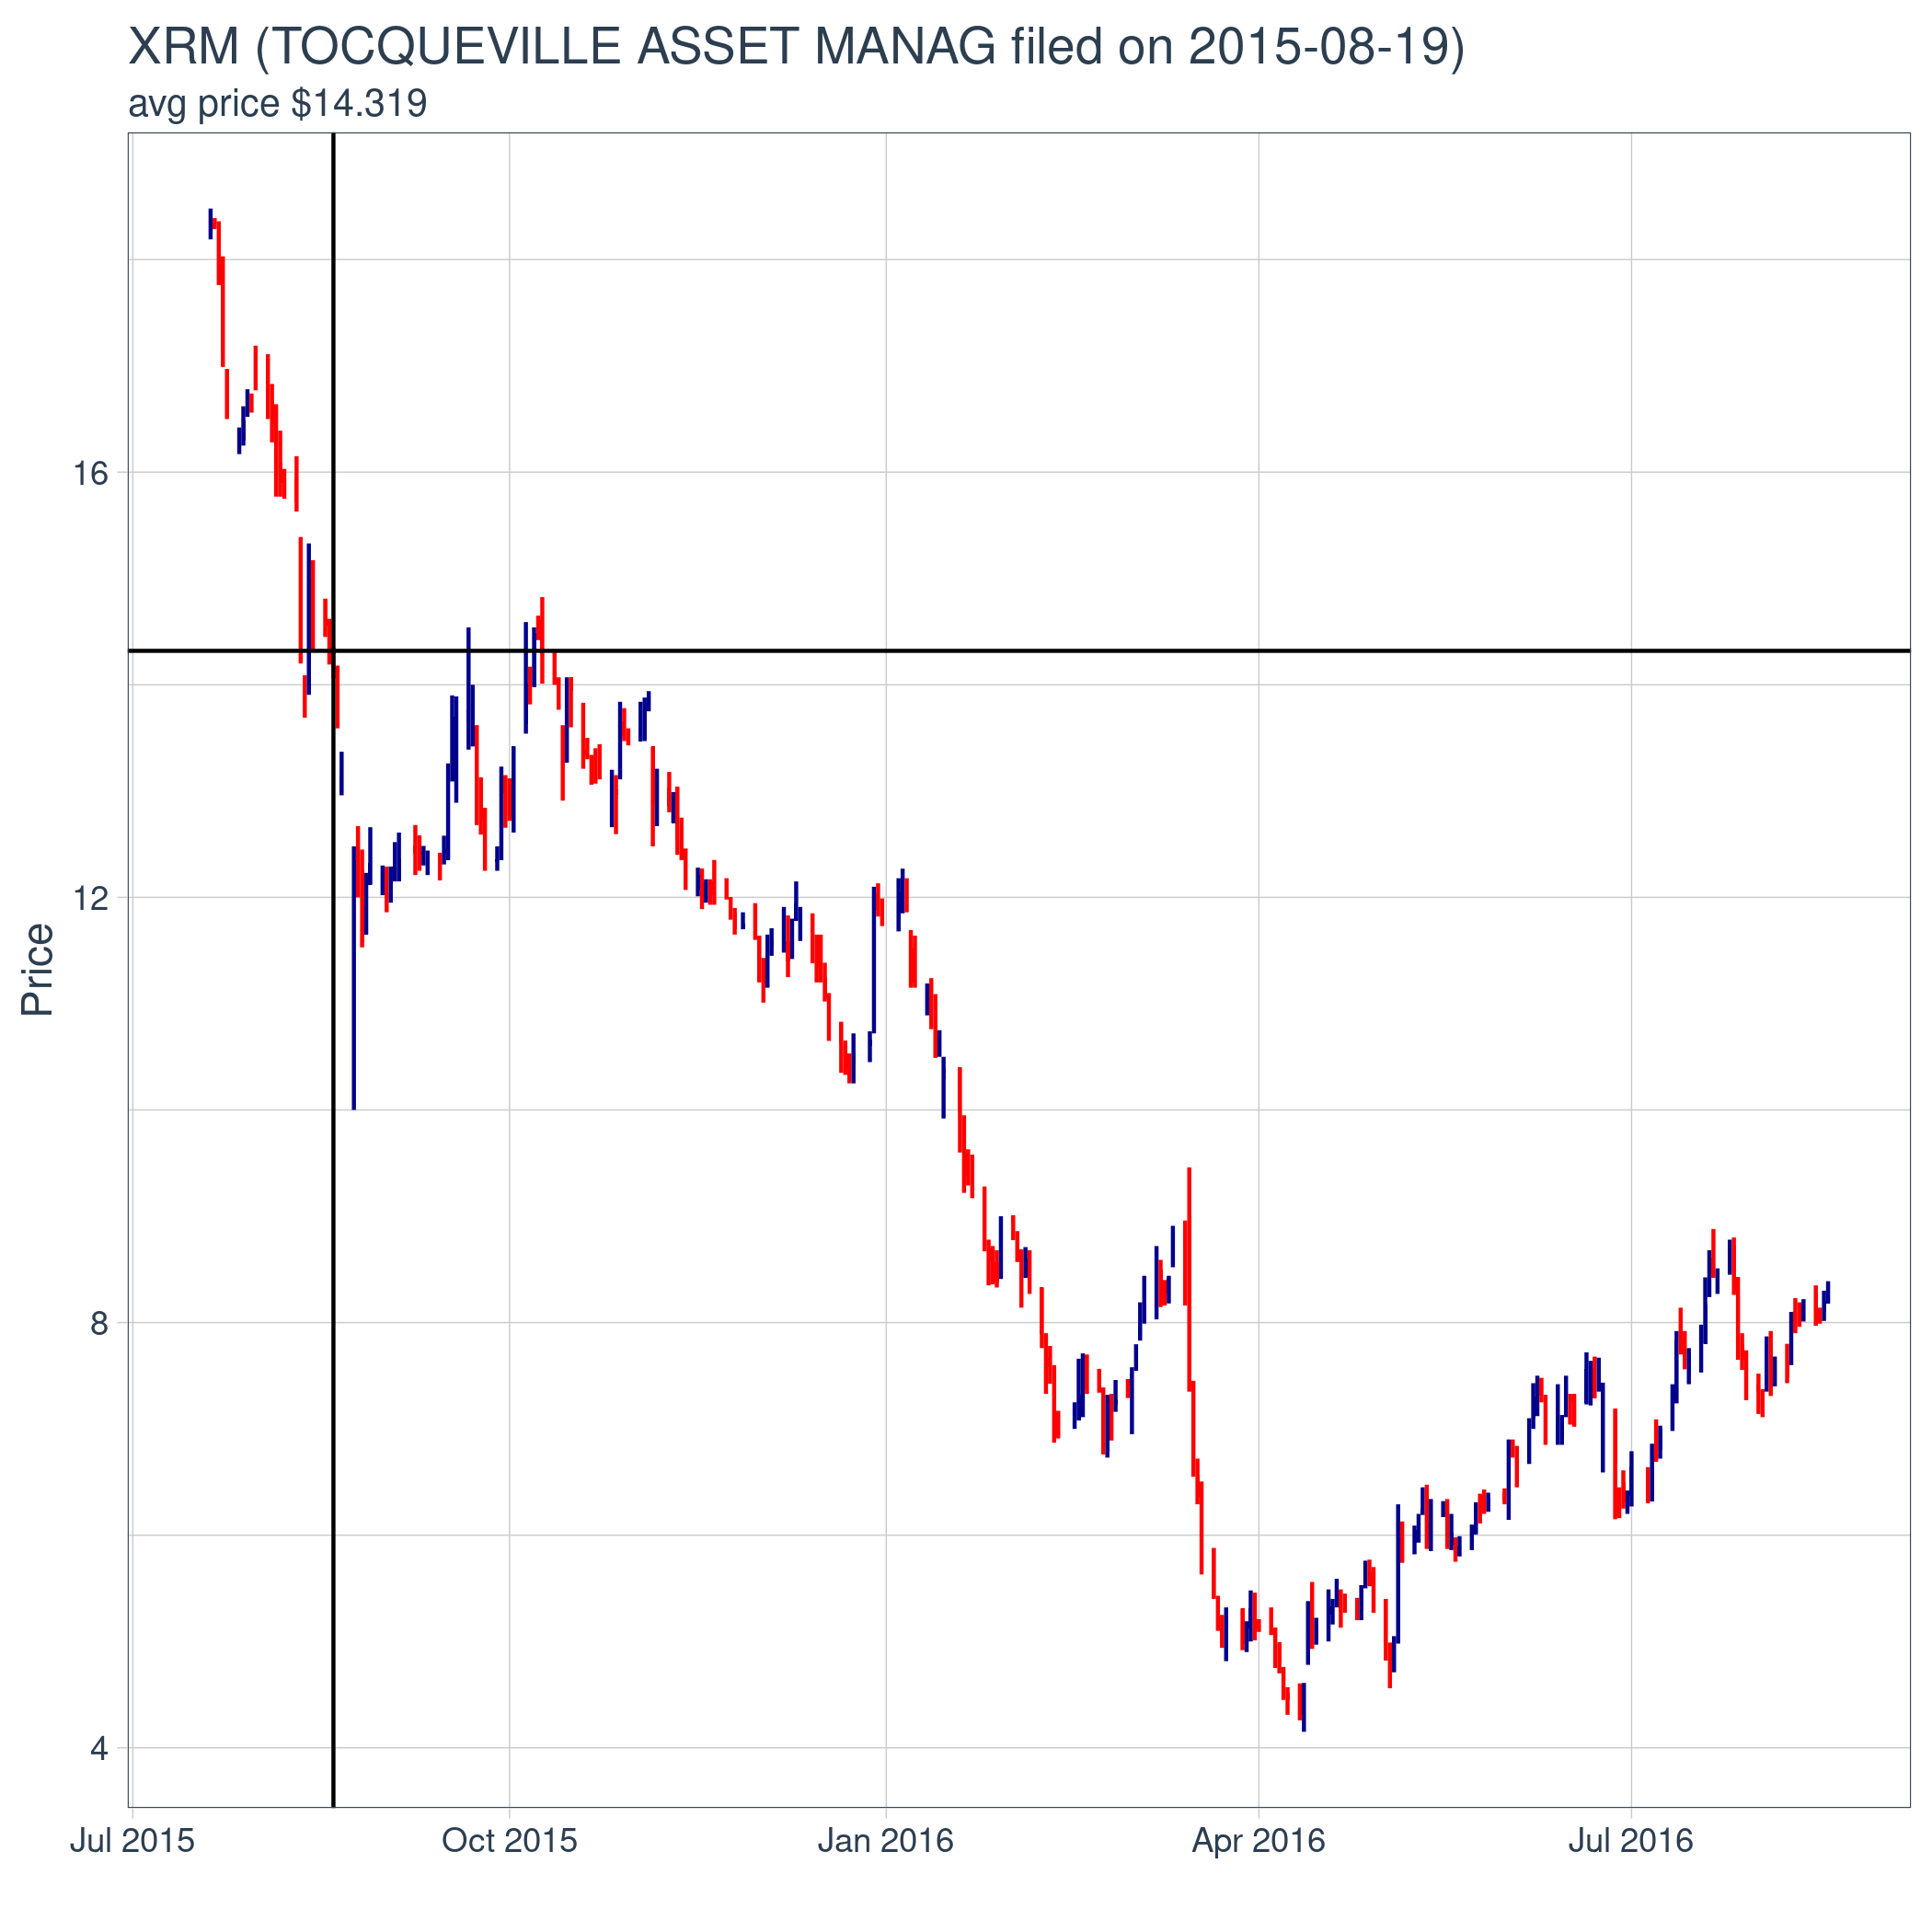 XRM (TOCQUEVILLE ASSET MANAG filed on 2015-08-19)
avg price $14.319
16
12
8
4
Price
Jul 2015 Oct 2015 Jan 2016 Apr 2016 Jul 2016